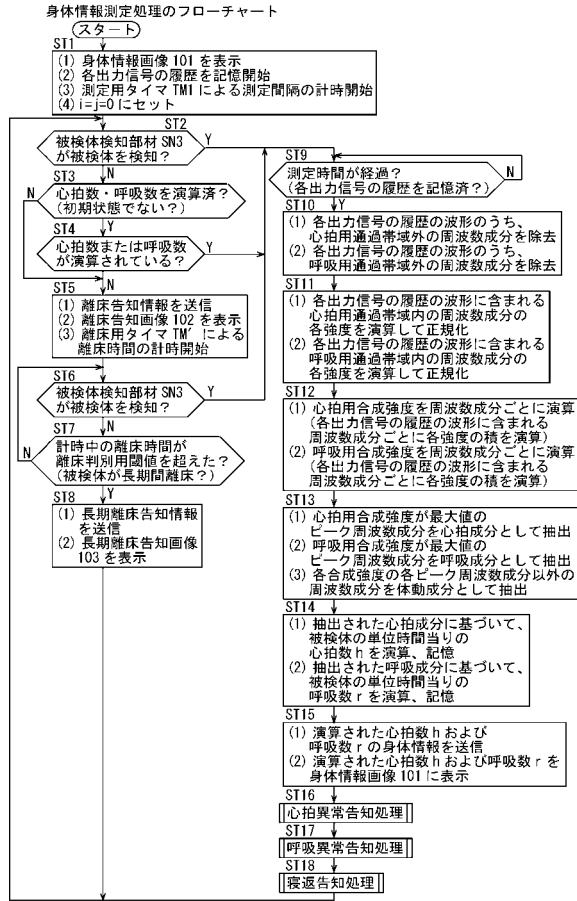 身体情報測定処理のフローチャート
スタート
ST1
(1) 身体情報画像101を表示
(2) 各出力信号の履歴を記憶開始
(3) 測定用タイマTM1による測定間隔の計時開始
(4) i=j=0にセット
ST2
被検体検知部材SN3
が被検体を検知?
Y
N
ST3
心拍数・呼吸数を演算済?
(初期状態でない?)
N
Y
ST4
心拍数または呼吸数
が演算されている?
Y
N
ST5
(1) 離床告知情報を送信
(2) 離床告知画像102を表示
(3) 離床用タイマTM′による
離床時間の計時開始
ST6
被検体検知部材SN3
が被検体を検知?
Y
N
ST7
計時中の離床時間が
離床判別用閾値を超えた?
(被検体が長期間離床?)
N
Y
ST8
(1) 長期離床告知情報
を送信
(2) 長期離床告知画像
103を表示
ST9
測定時間が経過?
(各出力信号の履歴を記憶済?)
N
Y
ST10
(1) 各出力信号の履歴の波形のうち、
心拍用通過帯域外の周波数成分を除去
(2) 各出力信号の履歴の波形のうち、
呼吸用通過帯域外の周波数成分を除去
ST11
(1) 各出力信号の履歴の波形に含まれる
心拍用通過帯域内の周波数成分の
各強度を演算して正規化
(2) 各出力信号の履歴の波形に含まれる
呼吸用通過帯域内の周波数成分の
各強度を演算して正規化
ST12
(1) 心拍用合成強度を周波数成分ごとに演算
(各出力信号の履歴の波形に含まれる
周波数成分ごとに各強度の積を演算)
(2) 呼吸用合成強度を周波数成分ごとに演算
(各出力信号の履歴の波形に含まれる
周波数成分ごとに各強度の積を演算)
ST13
(1) 心拍用合成強度が最大値の
ピーク周波数成分を心拍成分として抽出
(2) 呼吸用合成強度が最大値の
ピーク周波数成分を呼吸成分として抽出
(3) 各合成強度の各ピーク周波数成分以外の
周波数成分を体動成分として抽出
ST14
(1) 抽出された心拍成分に基づいて、
被検体の単位時間当りの
心拍数hを演算、記憶
(2) 抽出された呼吸成分に基づいて、
被検体の単位時間当りの
呼吸数rを演算、記憶
ST15
(1) 演算された心拍数hおよび
呼吸数rの身体情報を送信
(2) 演算された心拍数hおよび呼吸数rを
身体情報画像101に表示
ST16
心拍異常告知処理
ST17
呼吸異常告知処理
ST18
寝返告知処理